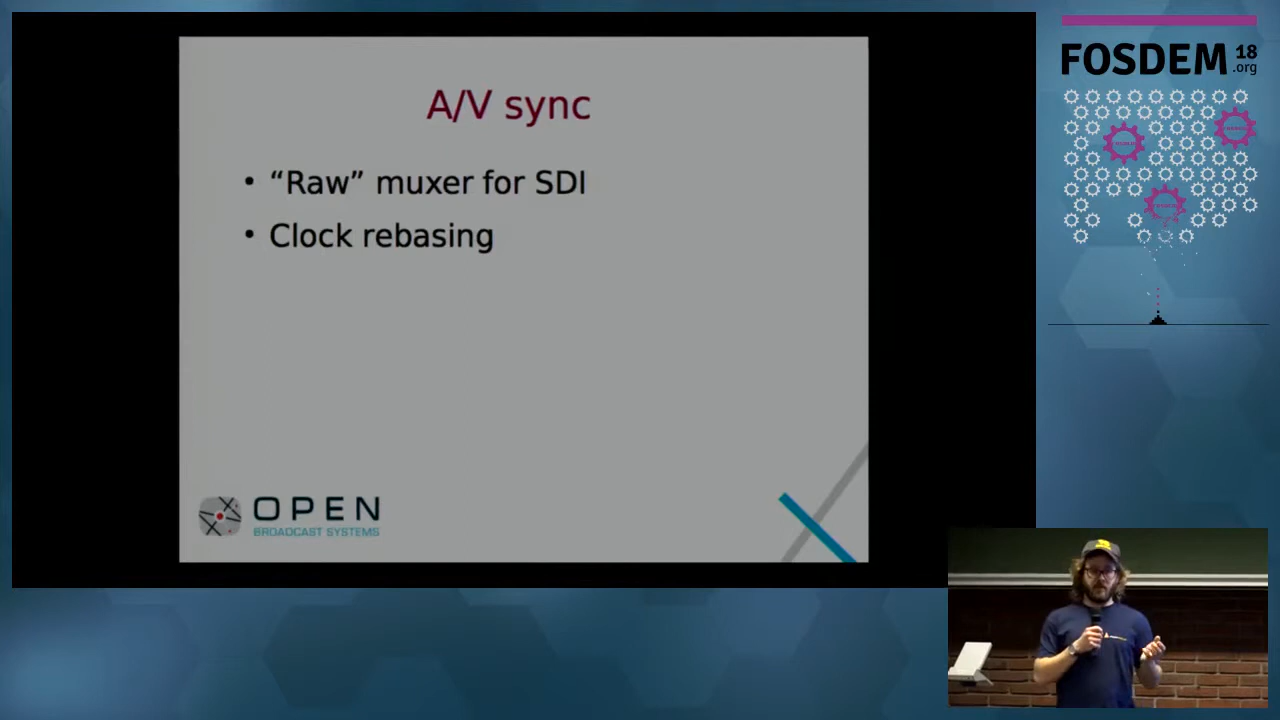 A/V sync
• “Raw” muxer for SDI
• Clock rebasing
OPEN
BROADCAST SYSTEMS
FOSDEM 18
.org